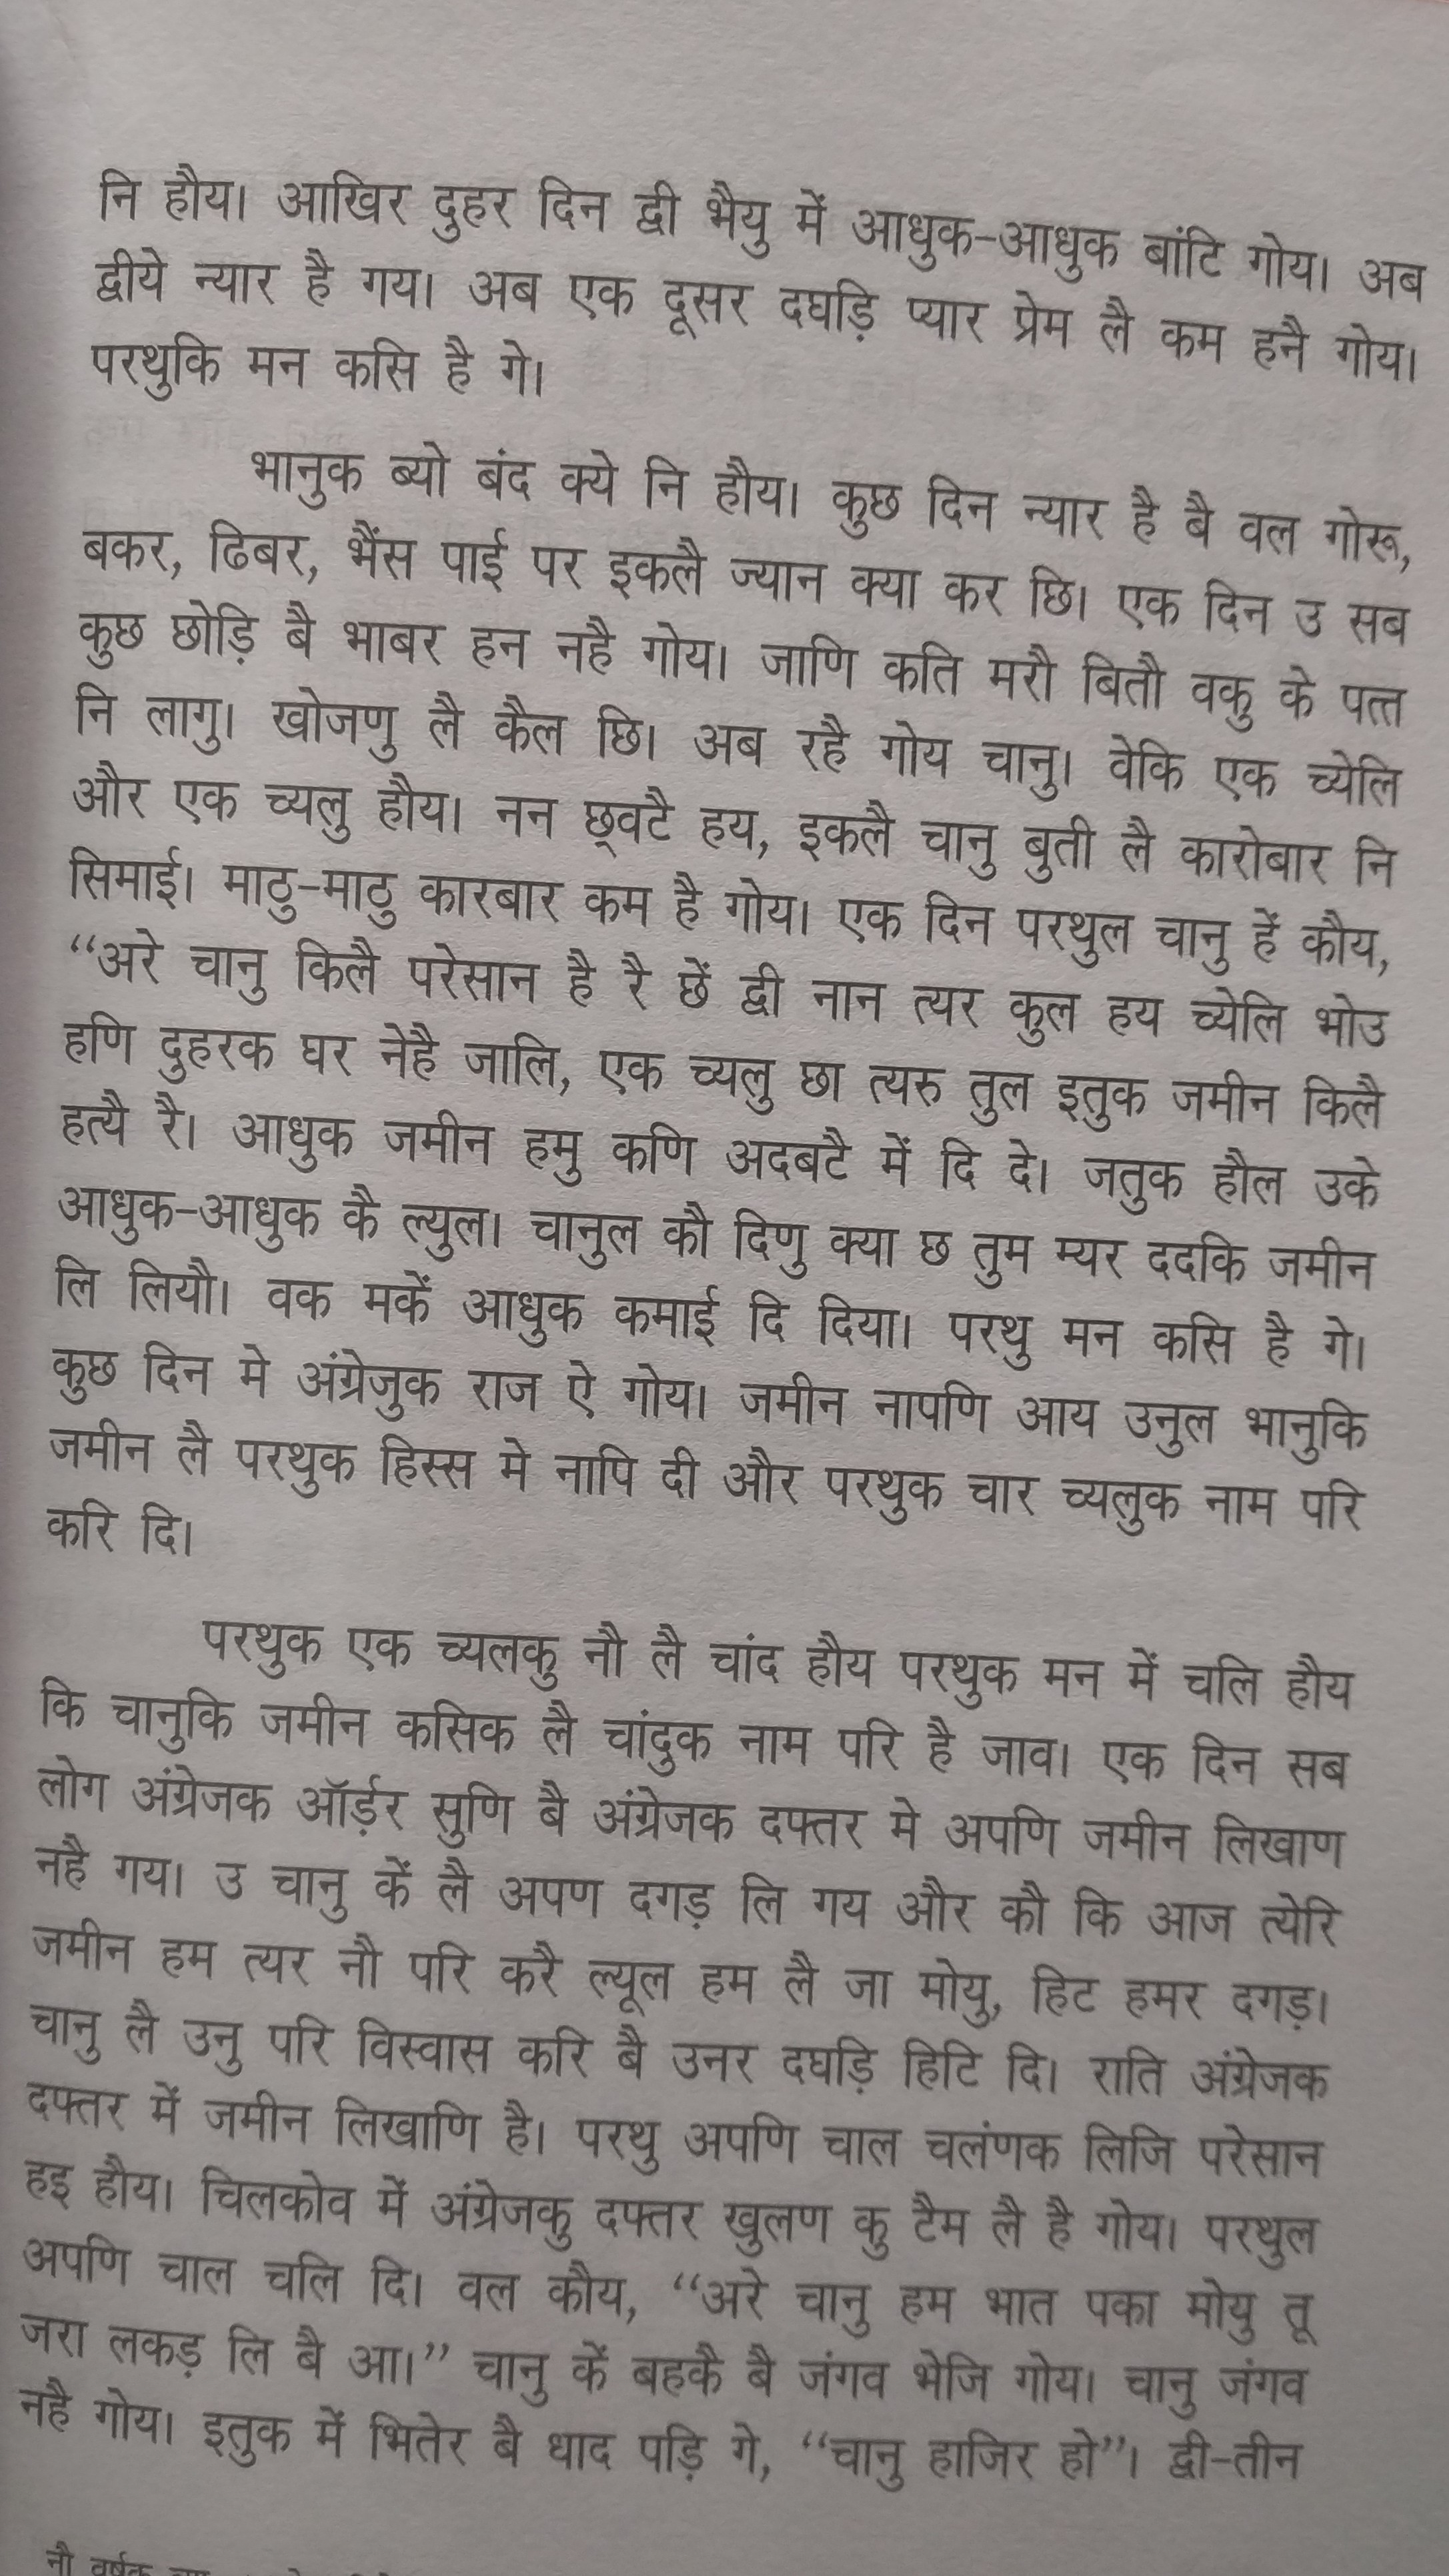 नि हौय। आखिर दुहर दिन द्वी भैयु में आधुक-आधुक बांटि गोय। अब
द्वीये न्यार है गय। अब एक दूसर दघड़ि प्यार प्रेम लै कम हनै गोय।
परथुकि मन कसि है गे।
भानुक ब्यो बंद क्ये नि हौय। कुछ दिन न्यार है बै वल गोरू,
बकर, ढिबर, भैंस पाई पर इकलै ज्यान क्या कर छि। एक दिन उ सब
कुछ छोड़ि बै भाबर हन नहै गोय। जाणि कति मरौ बितौ वकु के पत्त
नि लागु। खोजणु लै कैल छि। अब रहै गोय चानु। वेकि एक च्येलि
और एक च्यलु हौय। नन छ्वटै हय, इकलै चानु बुती लै कारोबार नि
सिमाई। माठु-माठु कारबार कम है गोय। एक दिन परथुल चानु हें कौय,
“अरे चानु किलै परेसान है रै छें द्वी नान त्यर कुल हय च्येलि भोउ
हणि दुहरक घर नेहै जालि, एक च्यलु छा त्यरु तुल इतुक जमीन किलै
हत्यै रै। आधुक जमीन हमु कणि अदबटै में दि दे। जतुक हौल उके
आधुक-आधुक कै ल्युल। चानुल कौ दिणु क्या छ तुम म्यर ददकि जमीन
लि लियौ। वक मकें आधुक कमाई दि दिया। परथु मन कसि है गे।
कुछ दिन मे अंग्रेजुक राज ऐ गोय। जमीन नापणि आय उनुल भानुकि
जमीन लै परथुक हिस्स मे नापि दी और परथुक चार च्यलुक नाम परि
करि दि।
परथुक एक च्यलकु नौ लै चांद हौय परथुक मन में चलि हौय
कि चानुकि जमीन कसिक लै चांदुक नाम परि है जाव। एक दिन सब
लोग अंग्रेजक ऑर्ड़र सुणि बै अंग्रेजक दफ्तर मे अपणि जमीन लिखाण
नहै गय। उ चानु कें लै अपण दगड़ लि गय और कौ कि आज त्येरि
जमीन हम त्यर नौ परि करै ल्यूल हम लै जा मोयु, हिट हमर दगड़।
चानु लै उनु परि विस्वास करि बै उनर दघड़ि हिटि दि। राति अंग्रेजक
दफ्तर में जमीन लिखाणि है। परथु अपणि चाल चलंणक लिजि परेसान
हइ हौय। चिलकोव में अंग्रेजकु दफ्तर खुलण कु टैम लै है गोय। परथुल
अपणि चाल चलि दि। वल कौय, “अरे चानु हम भात पका मोयु तू
जरा लकड़ लि बै आ।” चानु कें बहकै बै जंगव भेजि गोय। चानु जंगव
नहै गोय। इतुक में भितेर बै धाद पड़ि गे, “चानु हाजिर हो”। द्वी-तीन
नौ वर्षक